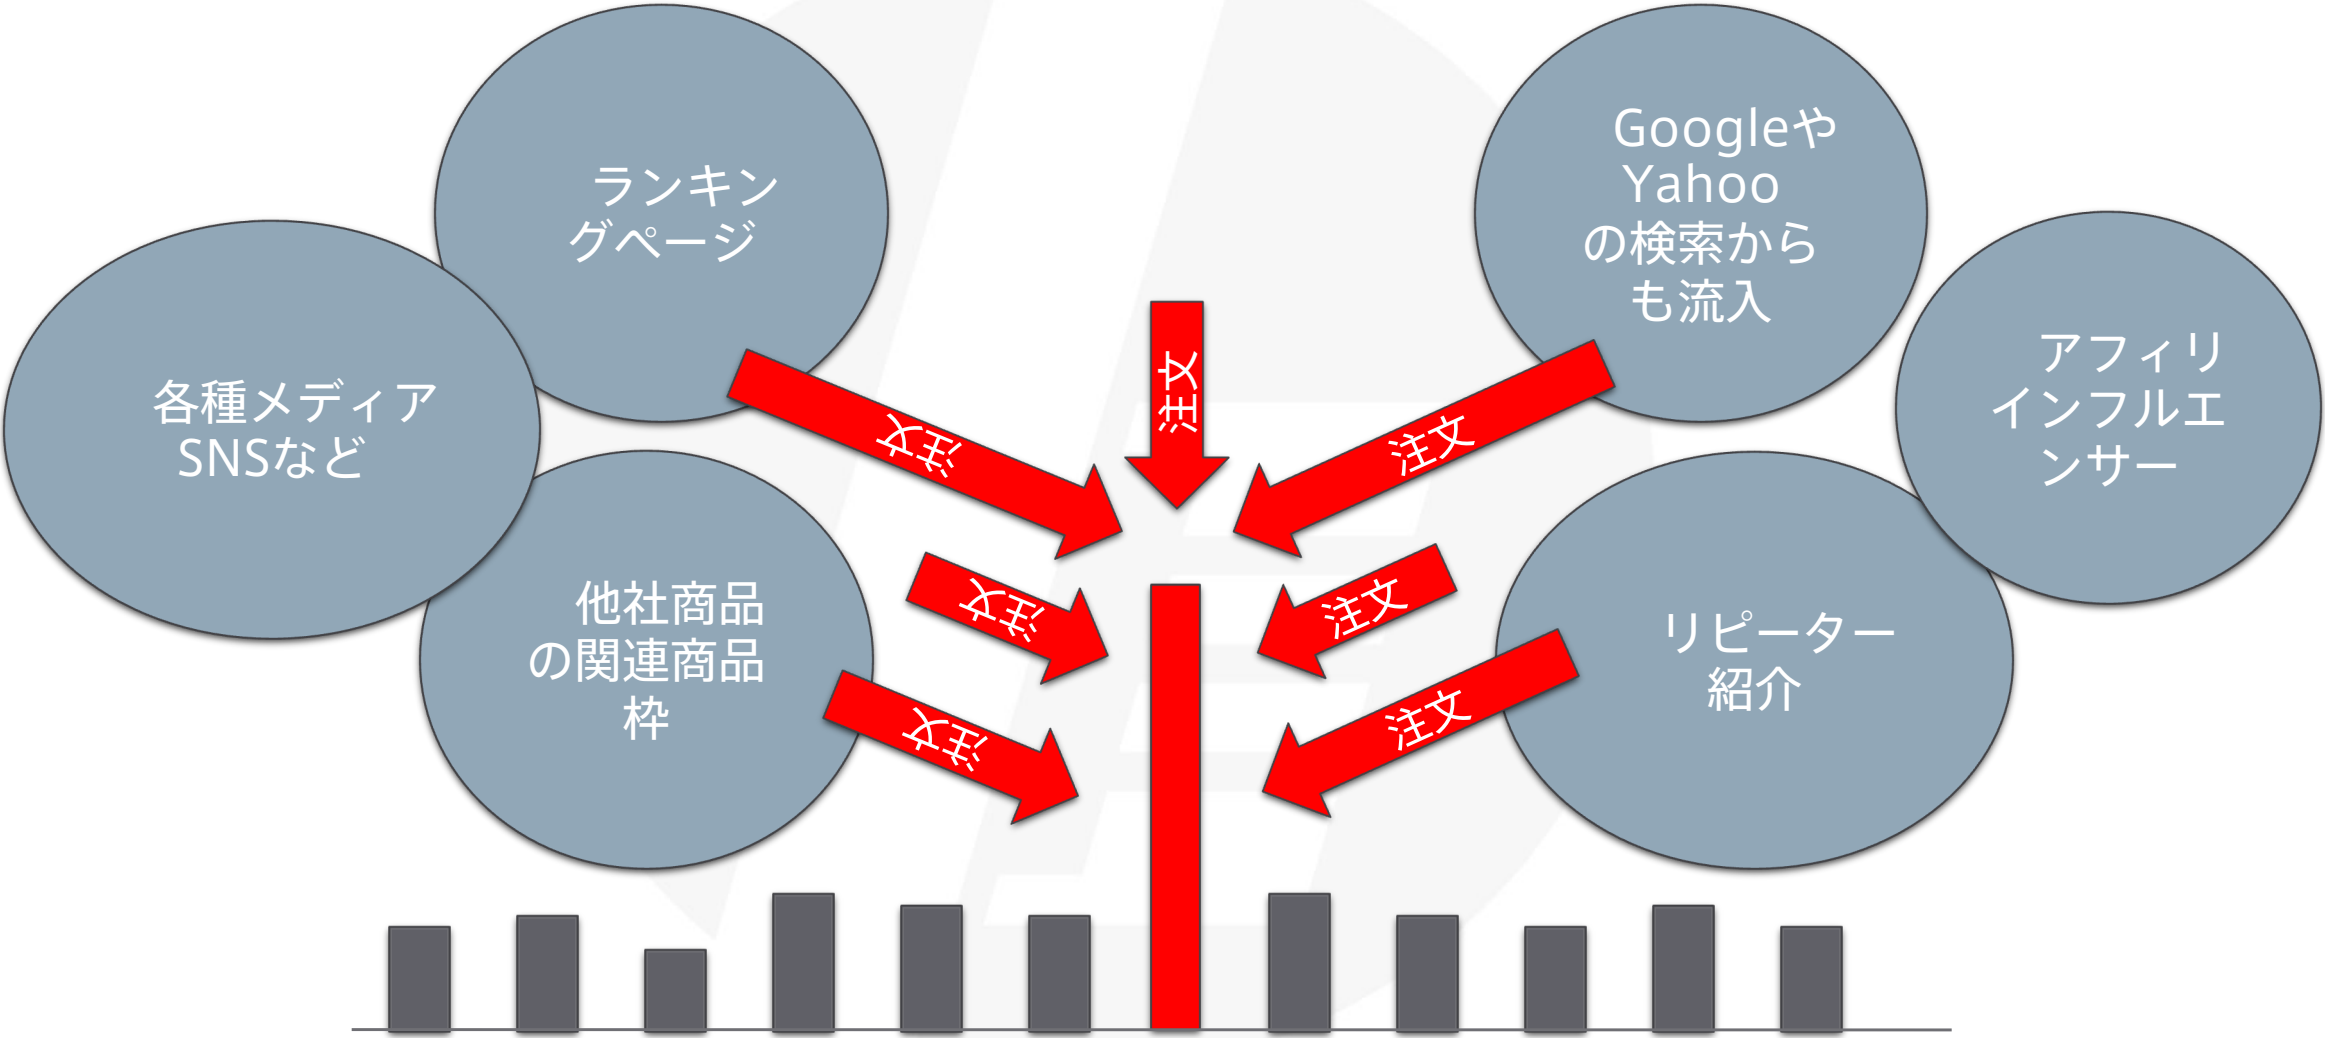 ランキン
グページ
Googleや
Yahoo
の検索から
も流入
各種メディア
SNSなど
アフィリ
インフルエ
ンサー
他社商品
の関連商品
枠
リピーター
紹介
注文
注文
注文
注文
注文
注文
注文